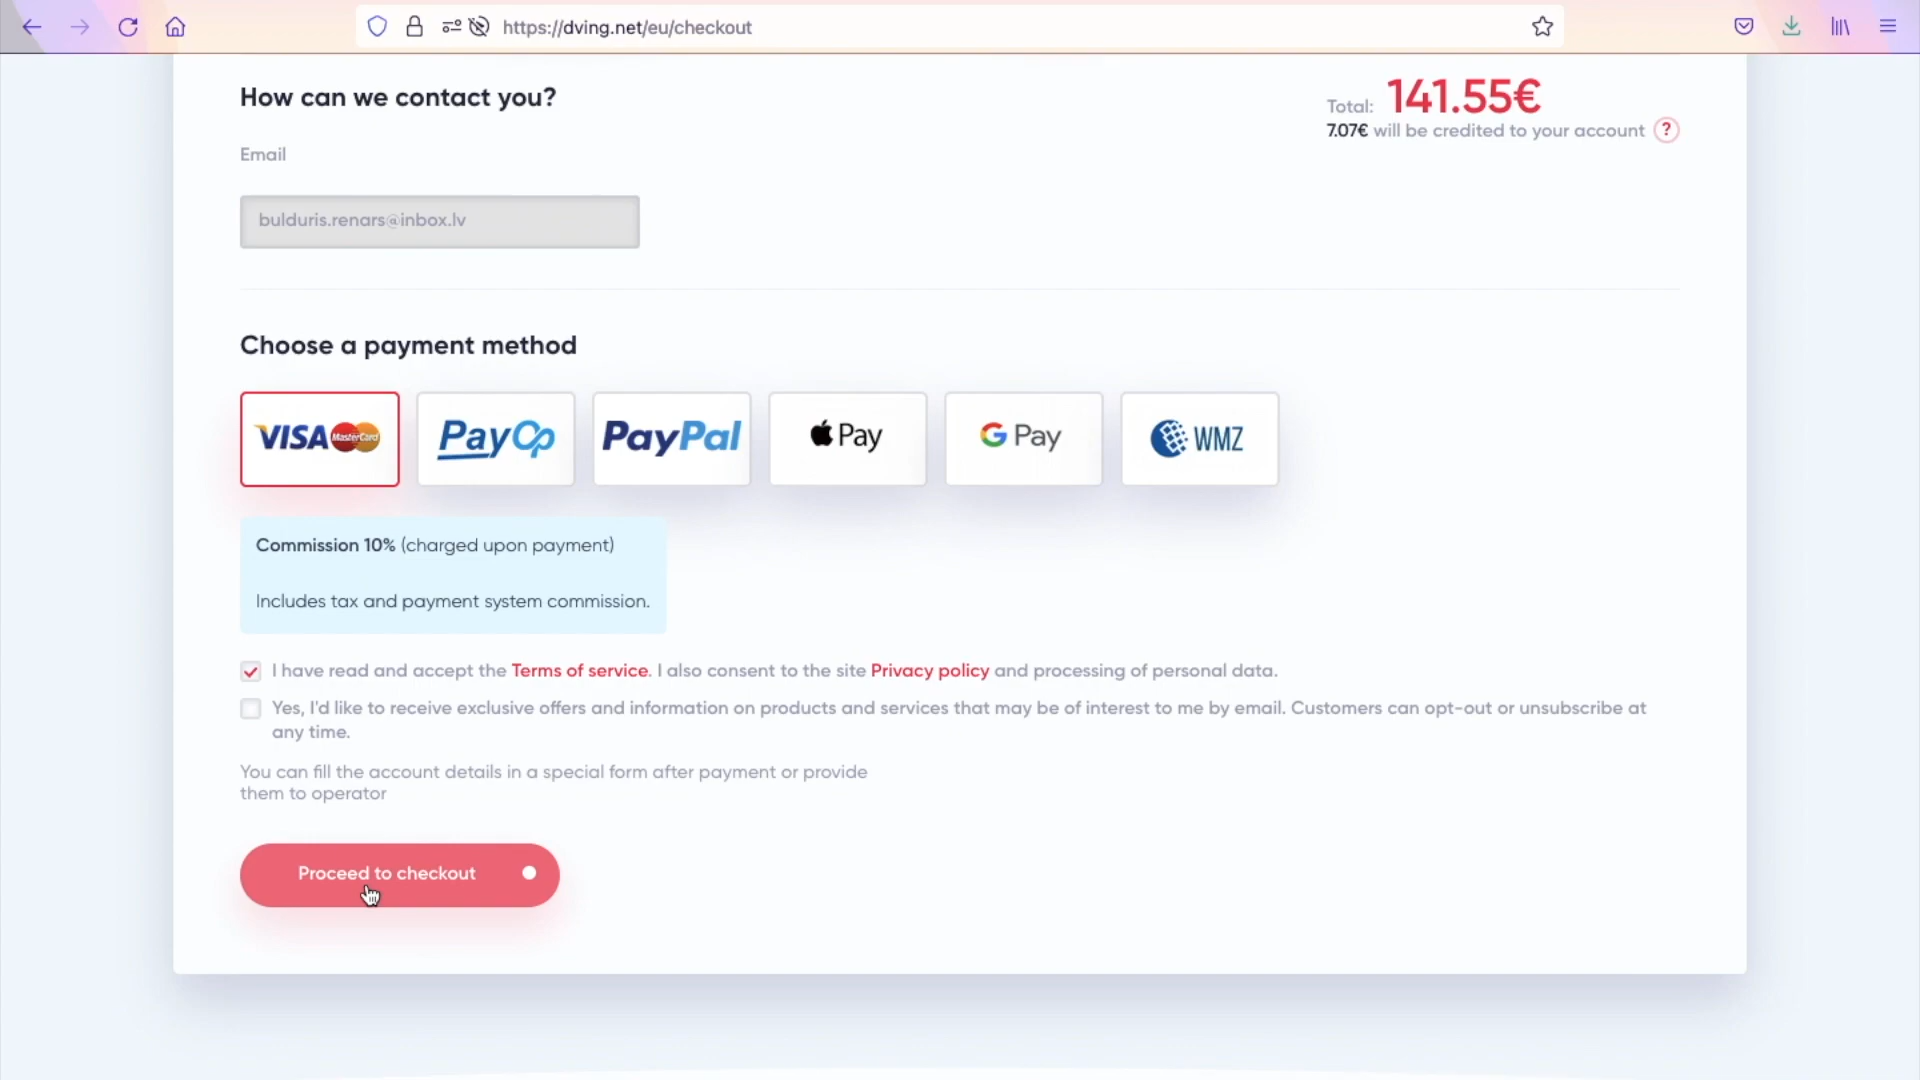 https://dving.net/eu/checkout
How can we contact you?
Total: 141.55€
7.07€ will be credited to your account ?
Email
bulduris.renars@inbox.lv
Choose a payment method
VISA MasterCard PayOp PayPal Pay G Pay WMZ
Commission 10% (charged upon payment)
Includes tax and payment system commission.
I have read and accept the Terms of service. I also consent to the site Privacy policy and processing of personal data.
Yes, I'd like to receive exclusive offers and information on products and services that may be of interest to me by email. Customers can opt-out or unsubscribe at
any time.
You can fill the account details in a special form after payment or provide
them to operator
Proceed to checkout